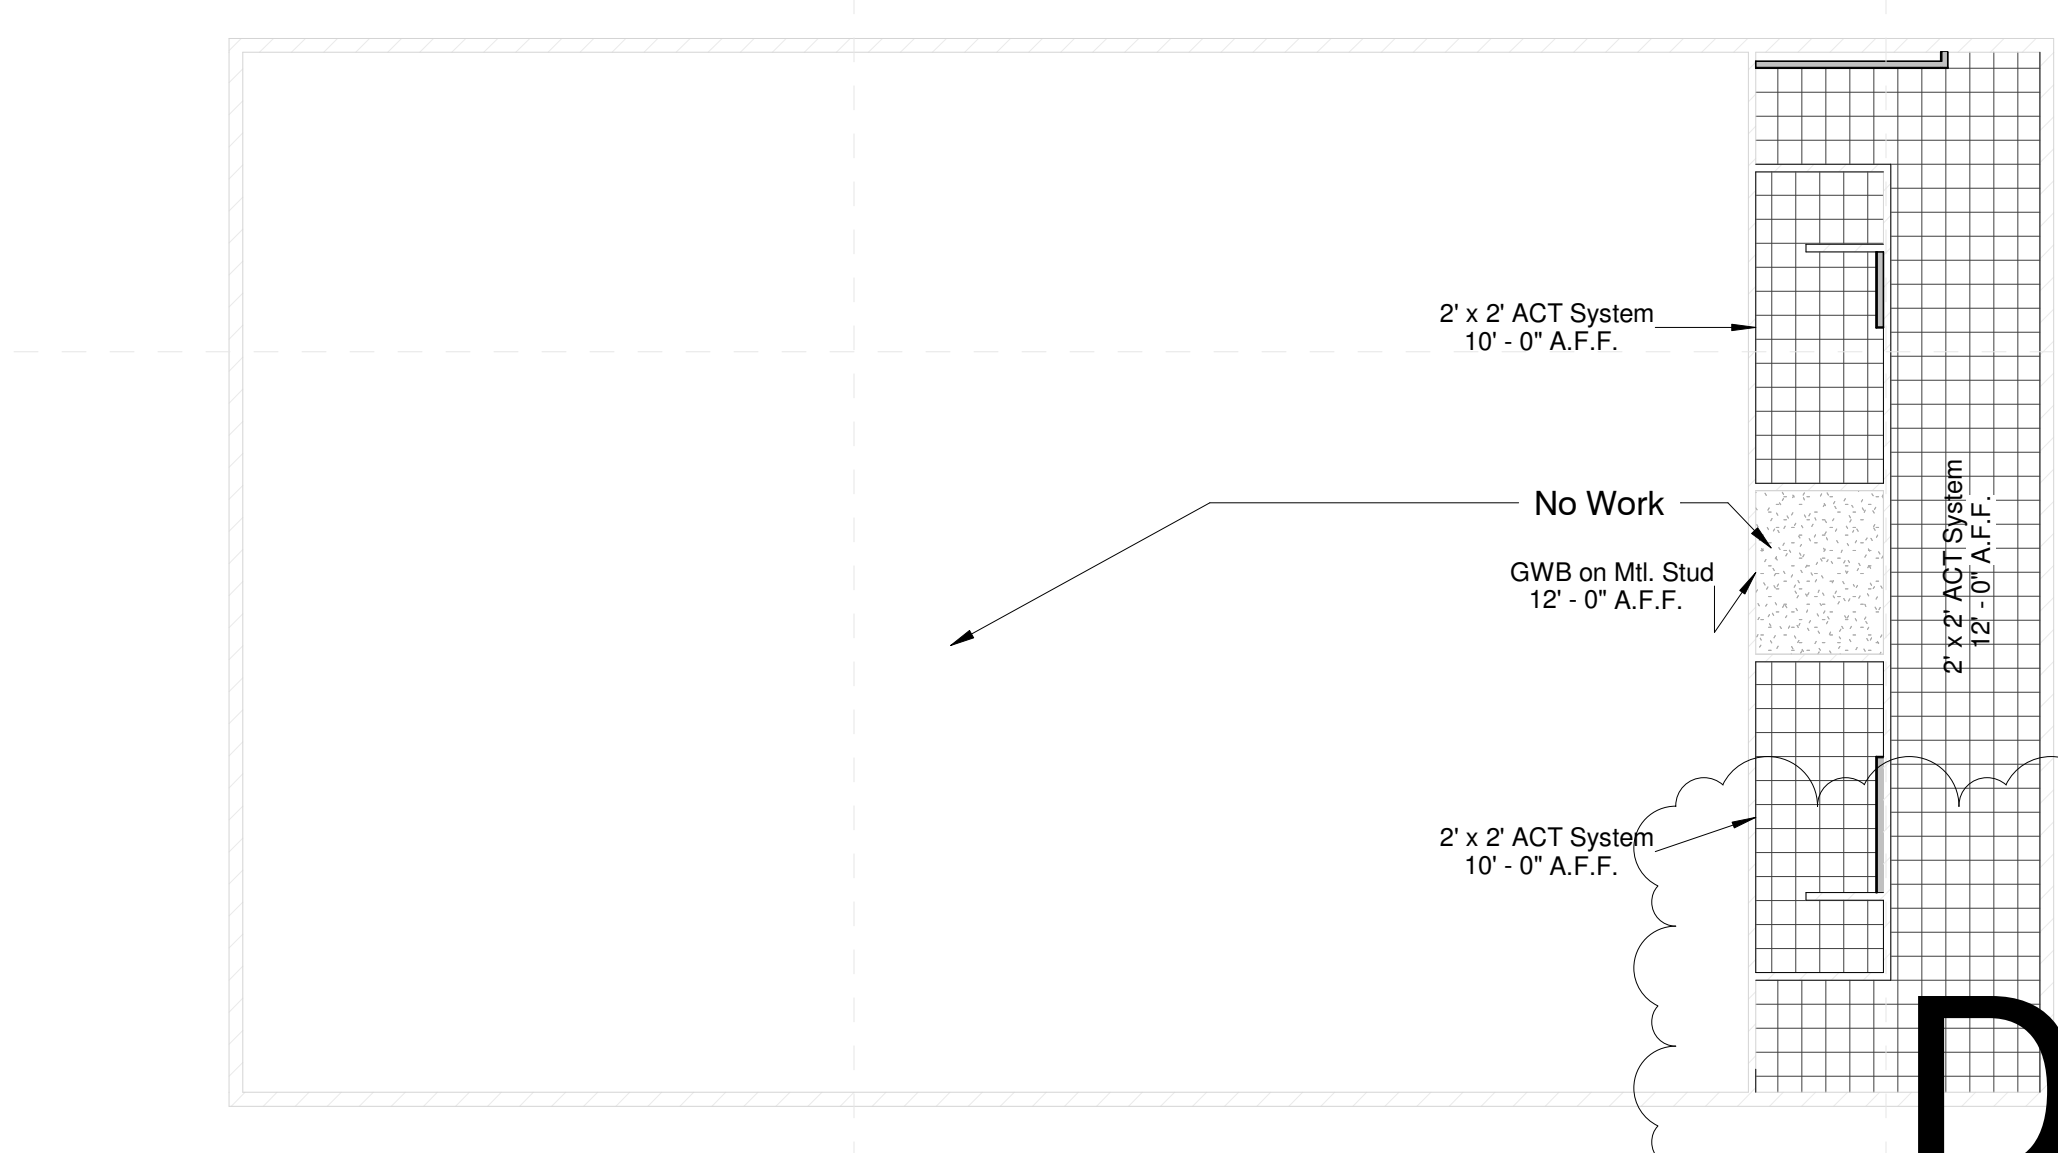 2' x 2' ACT System
10' - 0" A.F.F.
No Work
GWB on Mtl. Stud
12' - 0" A.F.F.
2' x 2' ACT System
12' - 0" A.F.F.
2' x 2' ACT System
10' - 0" A.F.F.
D